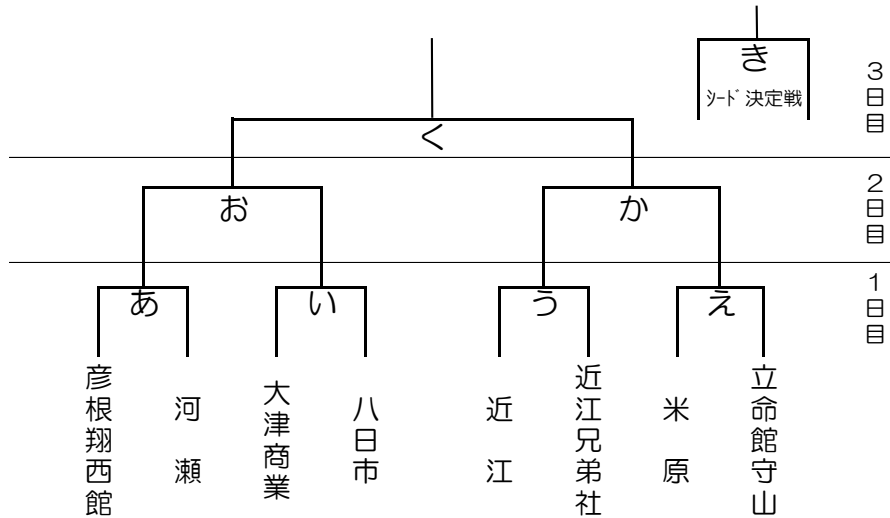 き
シード決定戦
3日目
く
2日目
お
か
1日目
あ
い
う
え
彦根翔西館
河瀬
大津商業
八日市
近江
近江兄弟社
米原
立命館守山